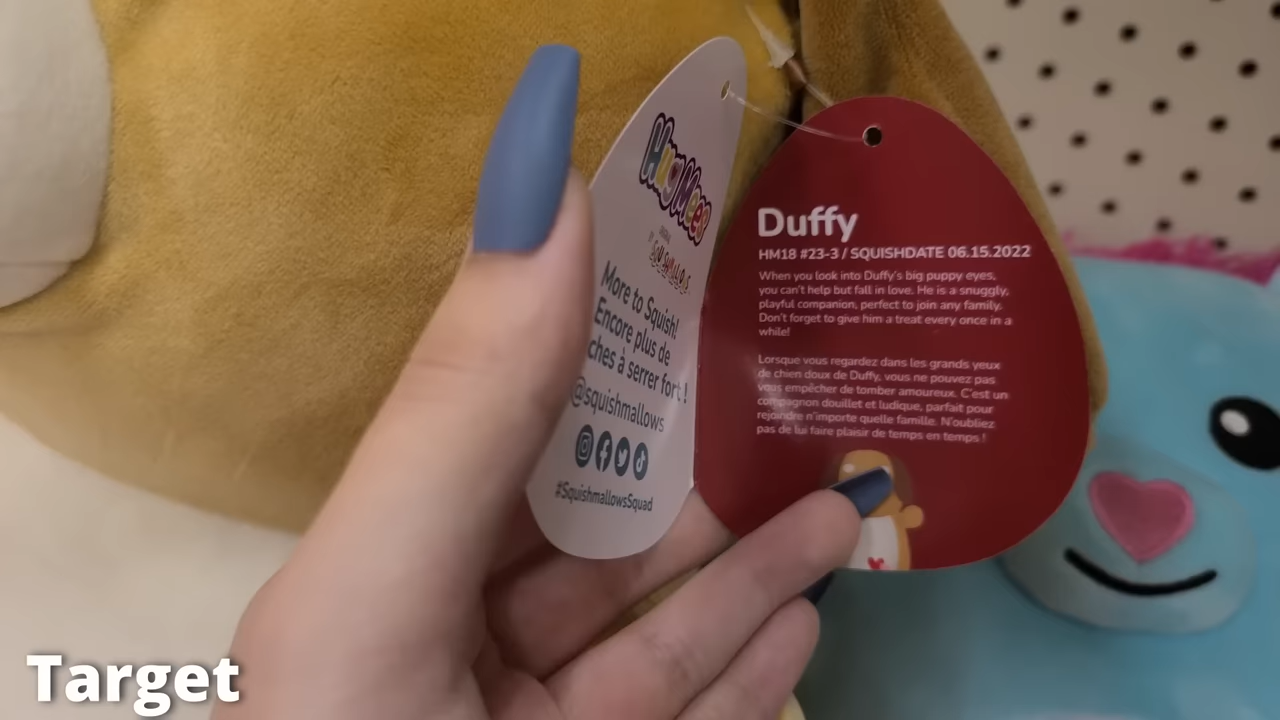 HugMees
ORIGINAL
SQUISHMALLOWS
More to Squish!
Encore plus de
ches à serrer fort !
@squishmallows
#SquishmallowsSquad
Duffy
HM18 #23-3 / SQUISHDATE 06.15.2022
When you look into Duffy's big puppy eyes,
you can't help but fall in love. He is a snuggly,
playful companion, perfect to join any family.
Don't forget to give him a treat every once in a
while!
Lorsque vous regardez dans les grands yeux
de chien doux de Duffy, vous ne pouvez pas
vous empêcher de tomber amoureux. C'est un
compagnon douillet et ludique, parfait pour
rejoindre n'importe quelle famille. N'oubliez
pas de lui faire plaisir de temps en temps !
Target